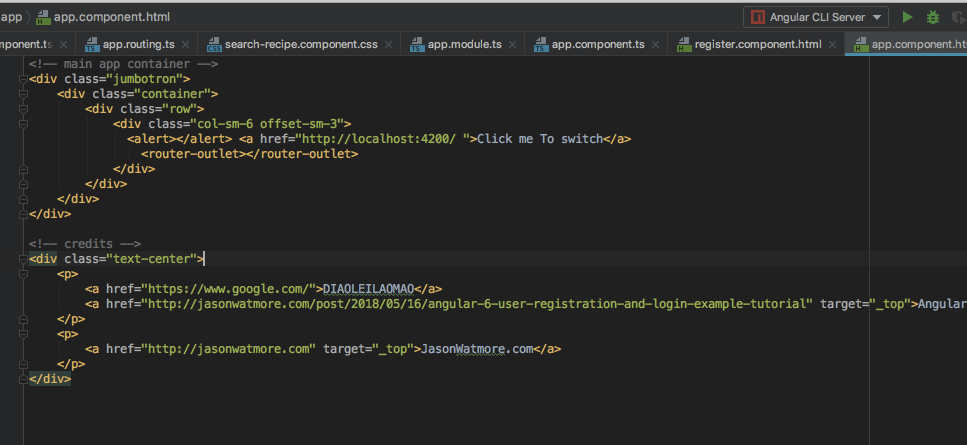 app app.component.html Angular CLI Server
mponent.ts app.routing.ts search-recipe.component.css app.module.ts app.component.ts register.component.html app.component.ht
<!-- main app container -->
<div class="jumbotron">
<div class="container">
<div class="row">
<div class="col-sm-6 offset-sm-3">
<alert></alert> <a href="http://localhost:4200/ ">Click me To switch</a>
<router-outlet></router-outlet>
</div>
</div>
</div>
</div>
<!-- credits -->
<div class="text-center">
<p>
<a href="https://www.google.com/">DIAOLEILAOMAO</a>
<a href="http://jasonwatmore.com/post/2018/05/16/angular-6-user-registration-and-login-example-tutorial" target="_top">Angular
</p>
<p>
<a href="http://jasonwatmore.com" target="_top">JasonWatmore.com</a>
</p>
</div>